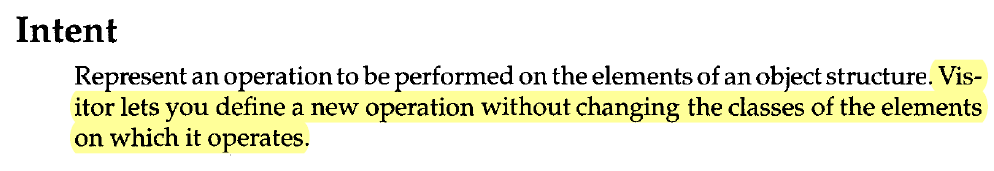 Intent
Represent an operation to be performed on the elements of an object structure. Vis-
itor lets you define a new operation without changing the classes of the elements
on which it operates.